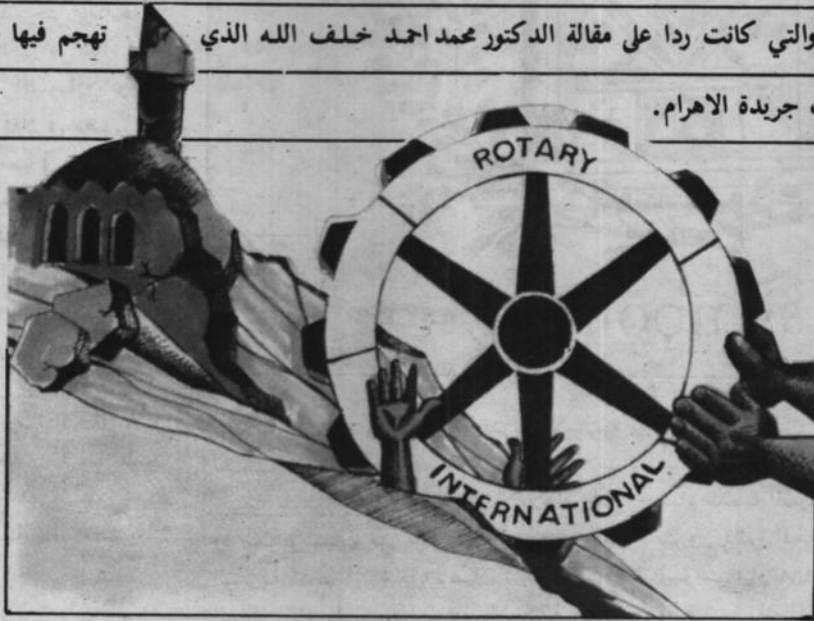 والتي كانت ردا على مقالة الدكتور محمد احمد خلف الله الذي تهجم فيها
جريدة الاهرام.
ROTARY
INTERNATIONAL